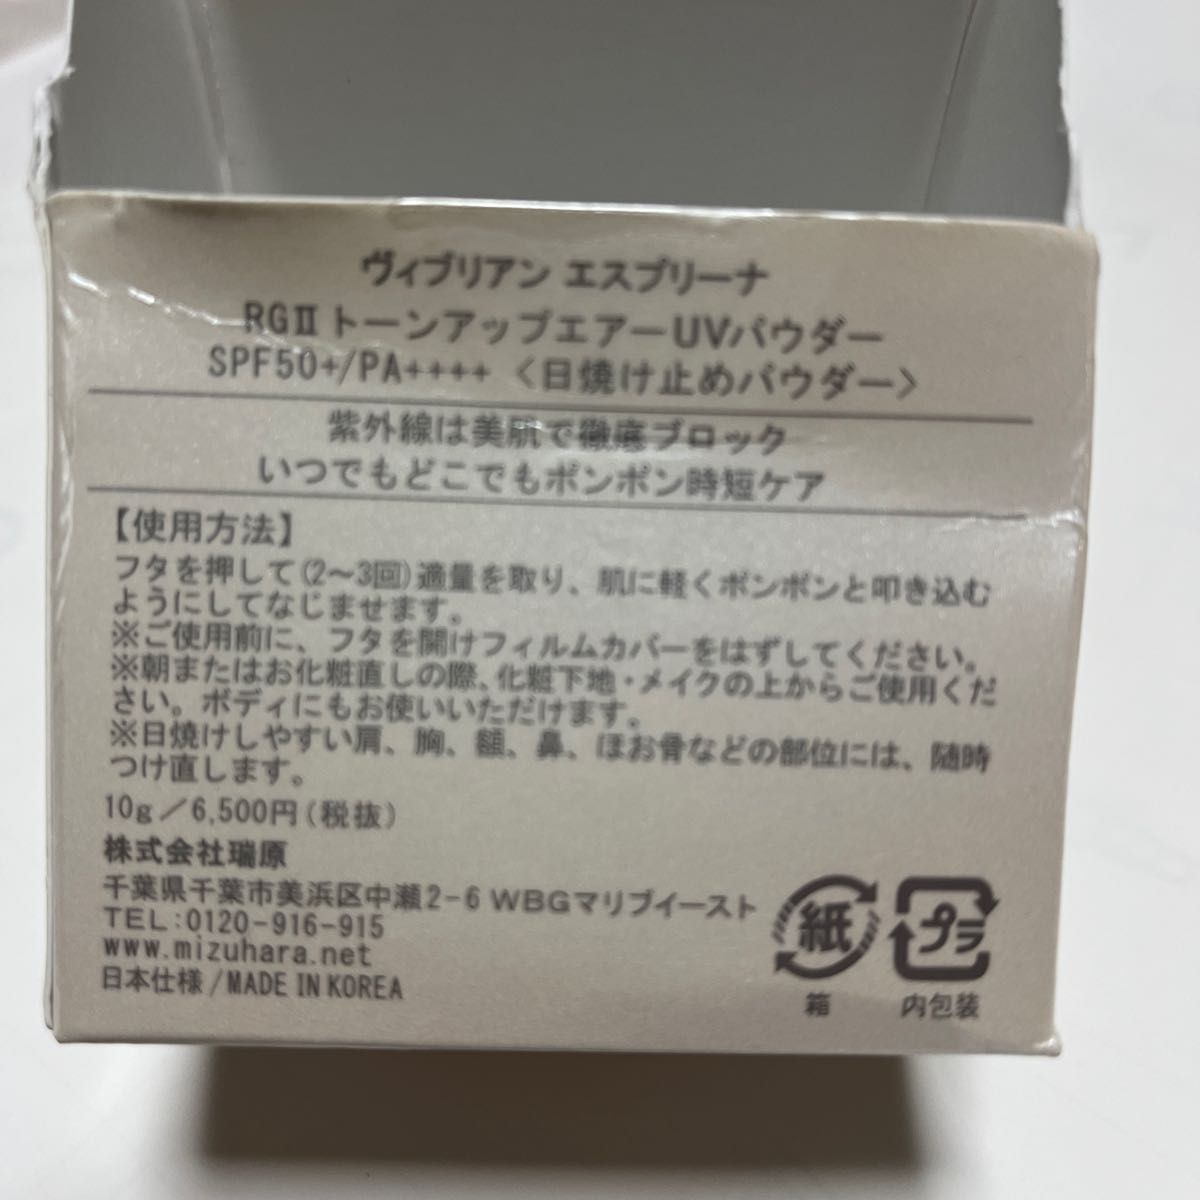 ヴィブリアン エスプリーナ
RGⅡトーンアップエアーUVパウダー
SPF50+/PA++++ 〈日焼け止めパウダー〉
紫外線は美肌で徹底ブロック
いつでもどこでもポンポン時短ケア
【使用方法】
フタを押して(2〜3回)適量を取り、肌に軽くポンポンと叩き込む
ようにしてなじませます。
※ご使用前に、フタを開けフィルムカバーをはずしてください。
※朝またはお化粧直しの際、化粧下地・メイクの上からご使用くだ
さい。ボディにもお使いいただけます。
※日焼けしやすい肩、胸、額、鼻、ほお骨などの部位には、随時
つけ直します。
10g／6,500円(税抜)
株式会社瑞原
千葉県千葉市美浜区中瀬2-6 WBGマリブイースト
TEL:0120-916-915
www.mizuhara.net
日本仕様/MADE IN KOREA
紙
箱
プラ
内包装